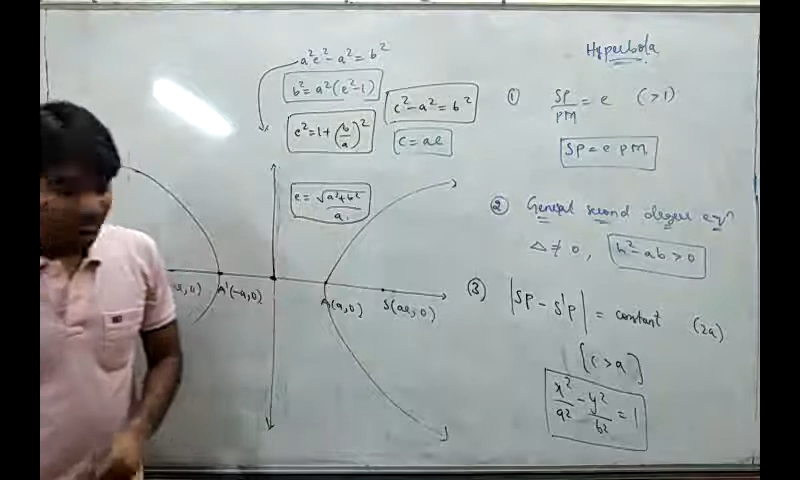 a²e² - a² = b²
b² = a²(e²-1)
e² = 1 + (b/a)²
c² - a² = b²
c = ae
e = √(a²+b²)/a
A'(-a,0)
A(a,0)
S(ae,0)
Hyperbola
① SP/PM = e (>1)
SP = e PM
② General second degree eqn
Δ ≠ 0, h² - ab > 0
③ |SP - S'P| = constant (2a)
x²/a² - y²/b² = 1